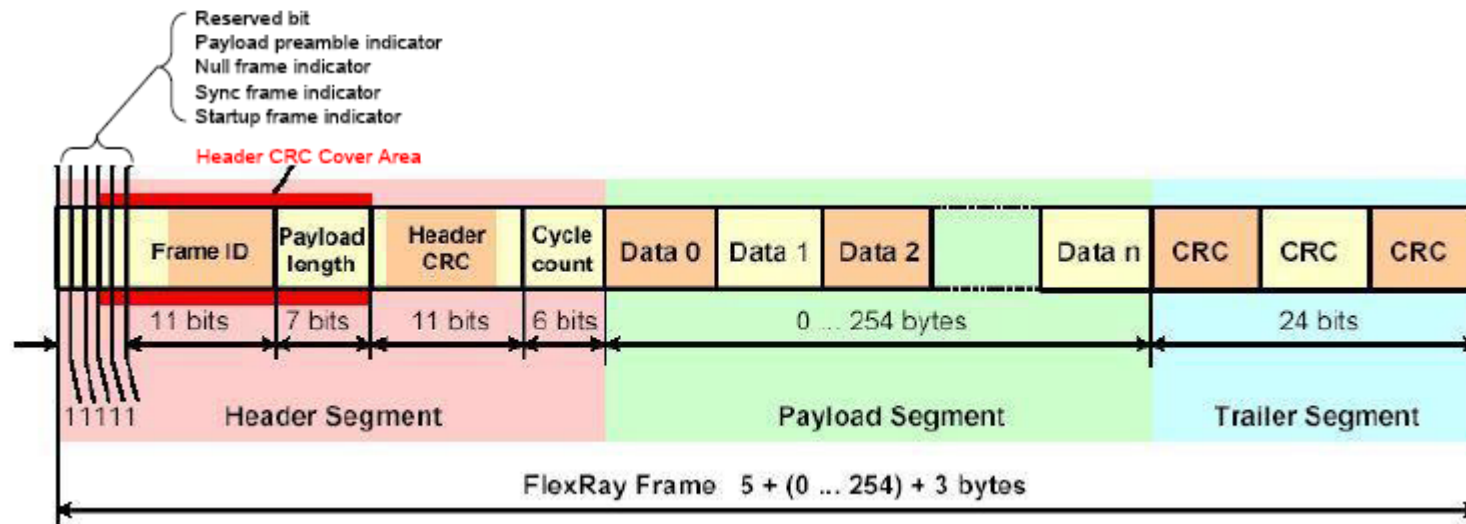 Reserved bit
Payload preamble indicator
Null frame indicator
Sync frame indicator
Startup frame indicator
Header CRC Cover Area
Frame ID
Payload
length
Header
CRC
Cycle
count
Data 0
Data 1
Data 2
Data n
CRC
CRC
CRC
11 bits
7 bits
11 bits
6 bits
0 ... 254 bytes
24 bits
11111
Header Segment
Payload Segment
Trailer Segment
FlexRay Frame 5 + (0 ... 254) + 3 bytes